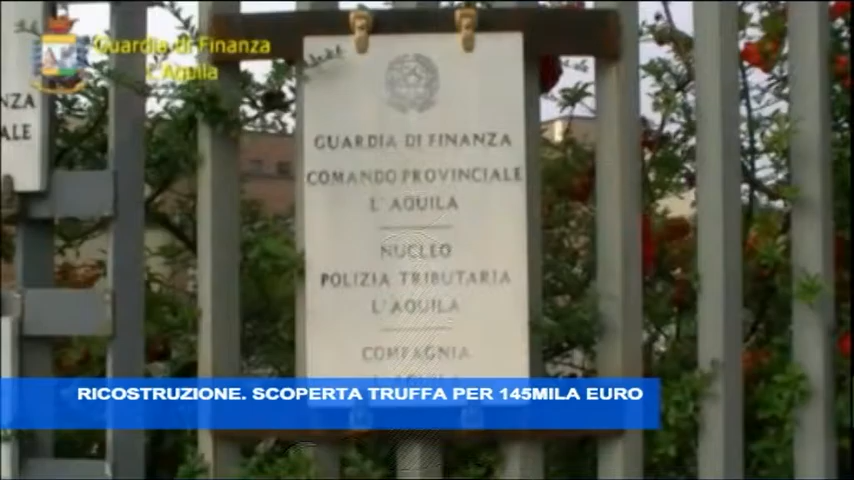 Guardia di Finanza
L'Aquila
NZA
ALE
GUARDIA DI FINANZA
COMANDO PROVINCIALE
L'AQUILA
NUCLEO
POLIZIA TRIBUTARIA
L'AQUILA
COMPAGNIA
RICOSTRUZIONE. SCOPERTA TRUFFA PER 145MILA EURO